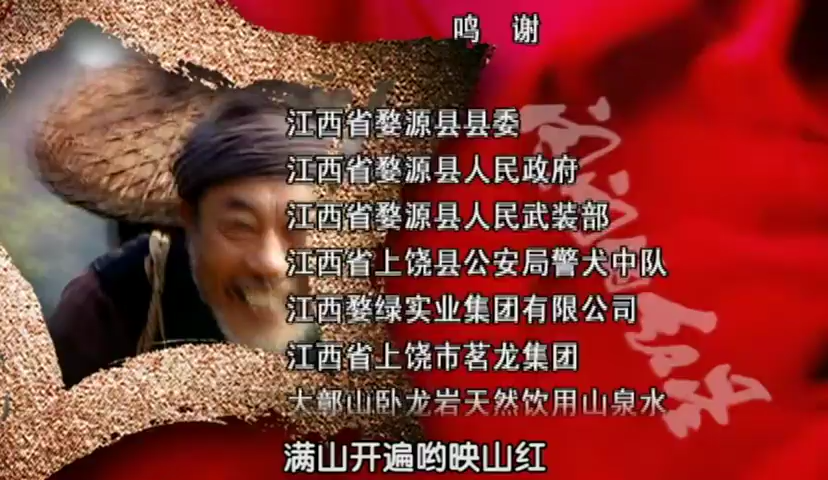 鸣 谢
江西省婺源县县委
江西省婺源县人民政府
江西省婺源县人民武装部
江西省上饶县公安局警犬中队
江西婺绿实业集团有限公司
江西省上饶市茗龙集团
大鄣山卧龙岩天然饮用山泉水
满山开遍哟映山红